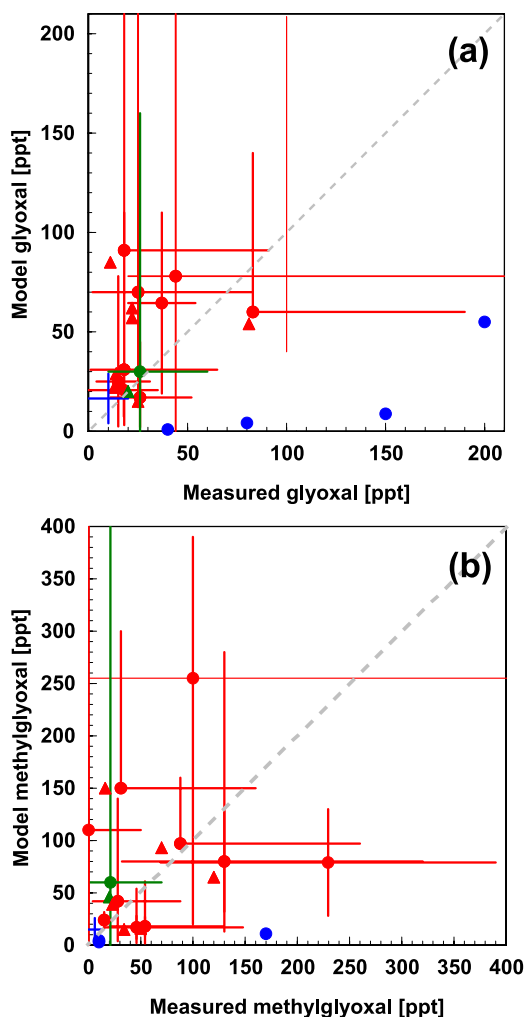 (a)
200
150
100
50
0
Model glyoxal [ppt]
0 50 100 150 200
Measured glyoxal [ppt]
(b)
400
350
300
250
200
150
100
50
0
Model methylglyoxal [ppt]
0 50 100 150 200 250 300 350 400
Measured methylglyoxal [ppt]